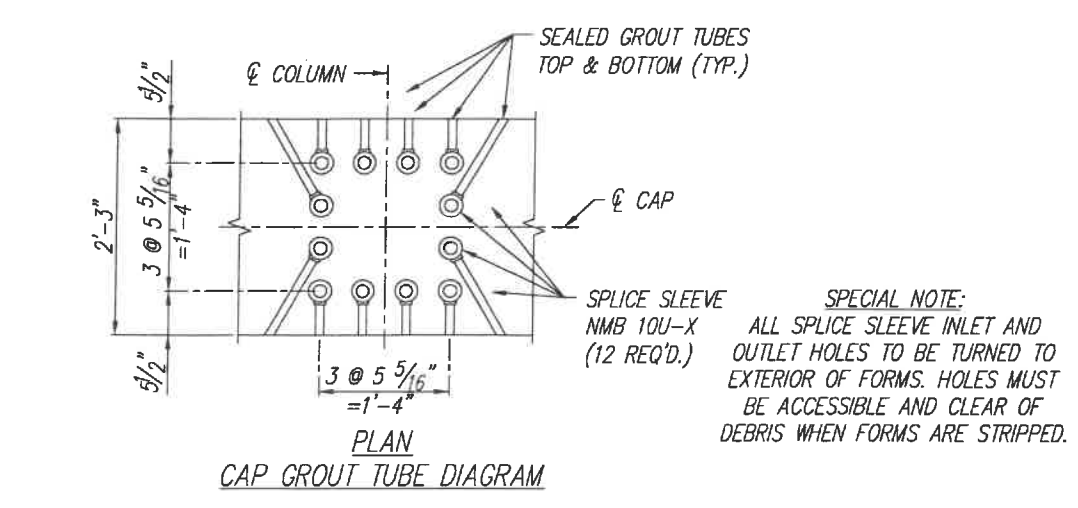 SEALED GROUT TUBES
TOP & BOTTOM (TYP.)
℄ COLUMN
5½"
2'-3"
3 @ 5 5/16"
=1'-4"
5½"
℄ CAP
SPLICE SLEEVE
NMB 10U-X
(12 REQ'D.)
3 @ 5 5/16"
=1'-4"
SPECIAL NOTE:
ALL SPLICE SLEEVE INLET AND
OUTLET HOLES TO BE TURNED TO
EXTERIOR OF FORMS. HOLES MUST
BE ACCESSIBLE AND CLEAR OF
DEBRIS WHEN FORMS ARE STRIPPED.
PLAN
CAP GROUT TUBE DIAGRAM